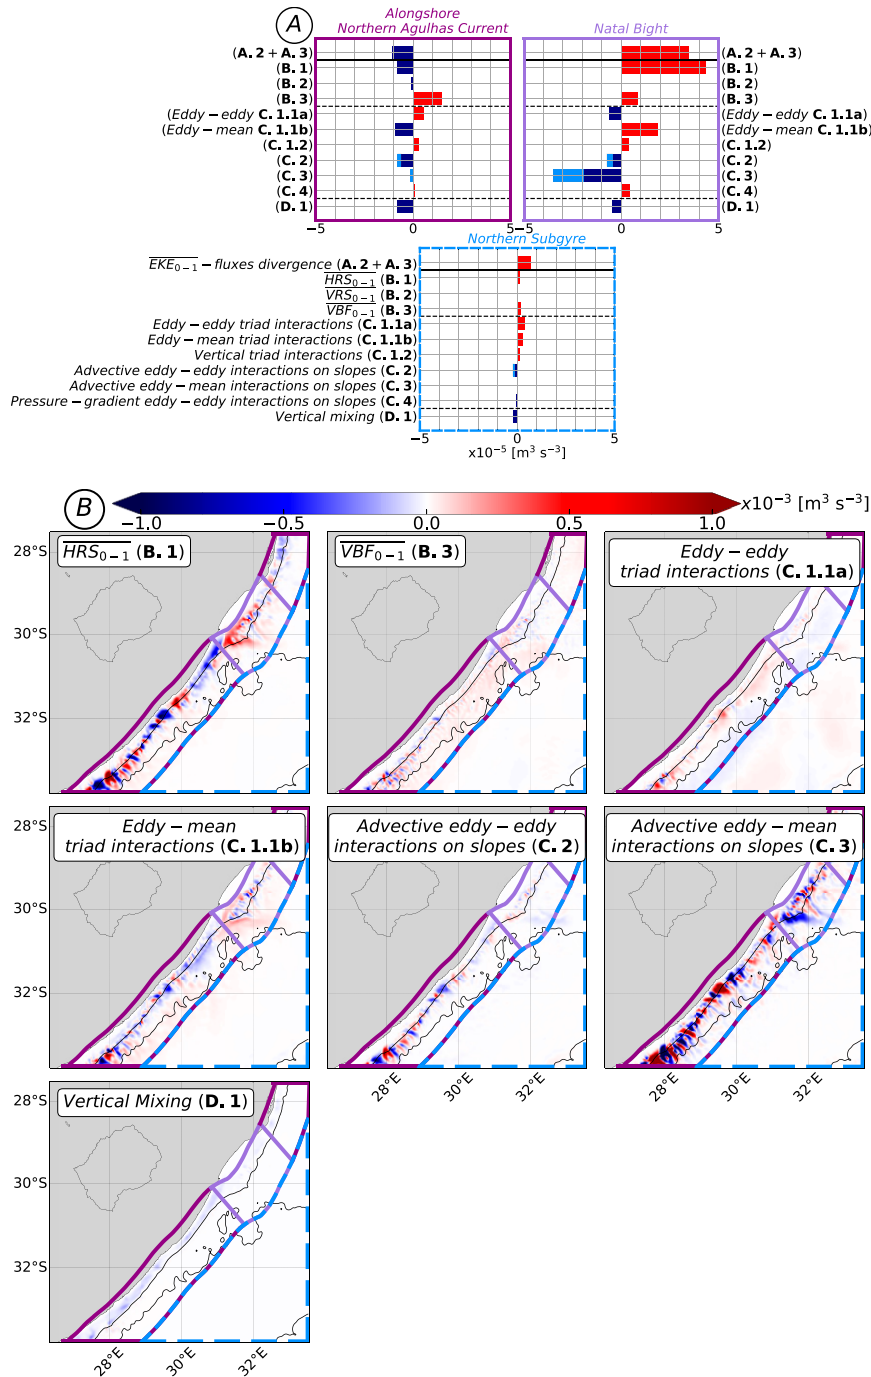 A
Alongshore
Northern Agulhas Current
Natal Bight
(A. 2 + A. 3)
(B. 1)
(B. 2)
(B. 3)
(Eddy − eddy C. 1.1a)
(Eddy − mean C. 1.1b)
(C. 1.2)
(C. 2)
(C. 3)
(C. 4)
(D. 1)
(A. 2 + A. 3)
(B. 1)
(B. 2)
(B. 3)
(Eddy − eddy C. 1.1a)
(Eddy − mean C. 1.1b)
(C. 1.2)
(C. 2)
(C. 3)
(C. 4)
(D. 1)
−5 0 5
−5 0 5
Northern Subgyre
EKE0−1 − fluxes divergence (A. 2 + A. 3)
HRS0−1 (B. 1)
VRS0−1 (B. 2)
VBF0−1 (B. 3)
Eddy − eddy triad interactions (C. 1.1a)
Eddy − mean triad interactions (C. 1.1b)
Vertical triad interactions (C. 1.2)
Advective eddy − eddy interactions on slopes (C. 2)
Advective eddy − mean interactions on slopes (C. 3)
Pressure − gradient eddy − eddy interactions on slopes (C. 4)
Vertical mixing (D. 1)
−5 0 5
x10−5 [m3 s−3]
B
−1.0 −0.5 0.0 0.5 1.0
x10−3 [m3 s−3]
HRS0−1 (B. 1)
VBF0−1 (B. 3)
Eddy − eddy
triad interactions (C. 1.1a)
28°S
30°S
32°S
Eddy − mean
triad interactions (C. 1.1b)
Advective eddy − eddy
interactions on slopes (C. 2)
Advective eddy − mean
interactions on slopes (C. 3)
28°S
30°S
32°S
28°E 30°E 32°E
28°E 30°E 32°E
Vertical Mixing (D. 1)
28°S
30°S
32°S
28°E 30°E 32°E